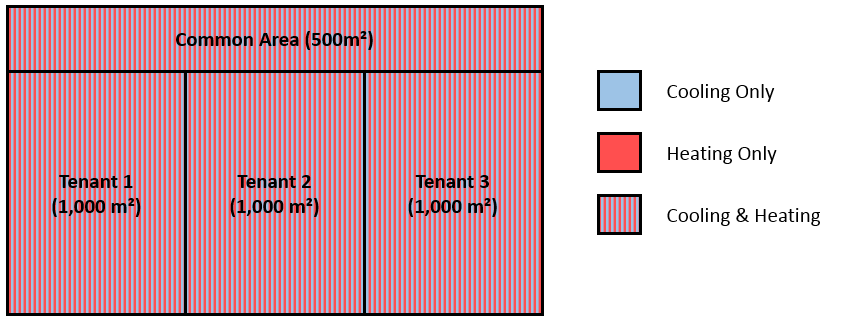 Common Area (500m²)
Tenant 1
(1,000 m²)
Tenant 2
(1,000 m²)
Tenant 3
(1,000 m²)
Cooling Only
Heating Only
Cooling & Heating